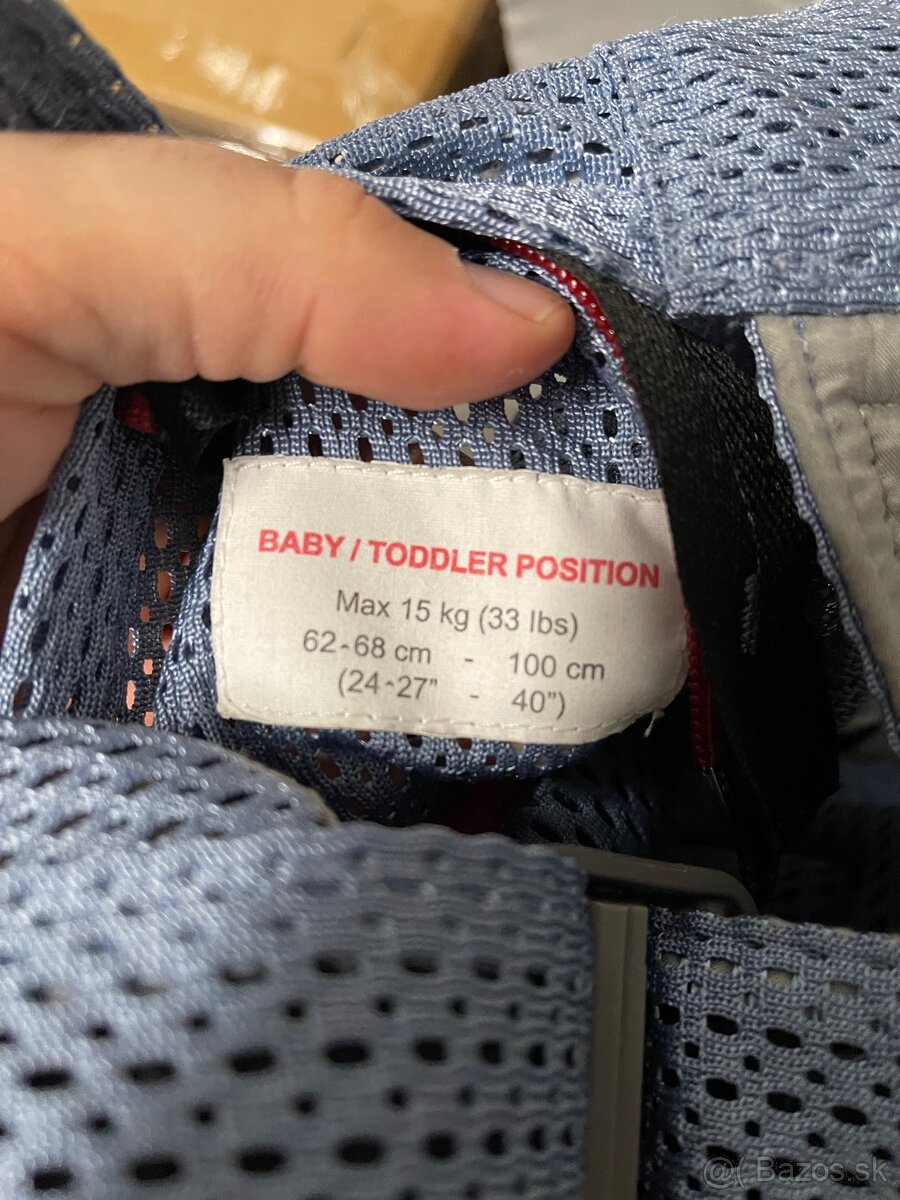 BABY / TODDLER POSITION
Max 15 kg (33 lbs)
62-68 cm - 100 cm
(24-27" - 40")
@( Bazos.sk